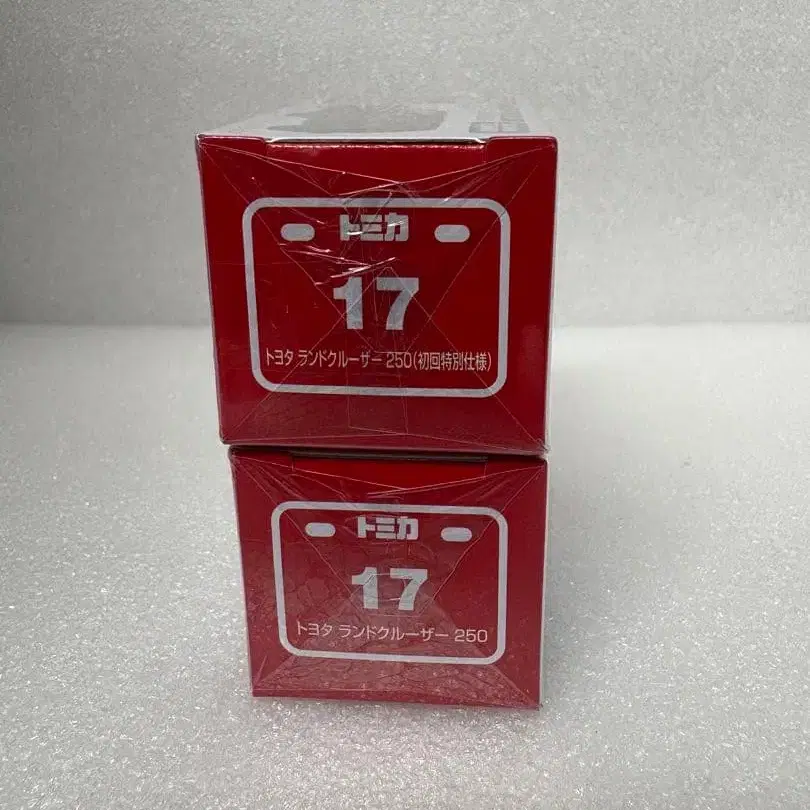 トミカ
17
トヨタ ランドクルーザー 250(初回特別仕様)
トミカ
17
トヨタ ランドクルーザー 250